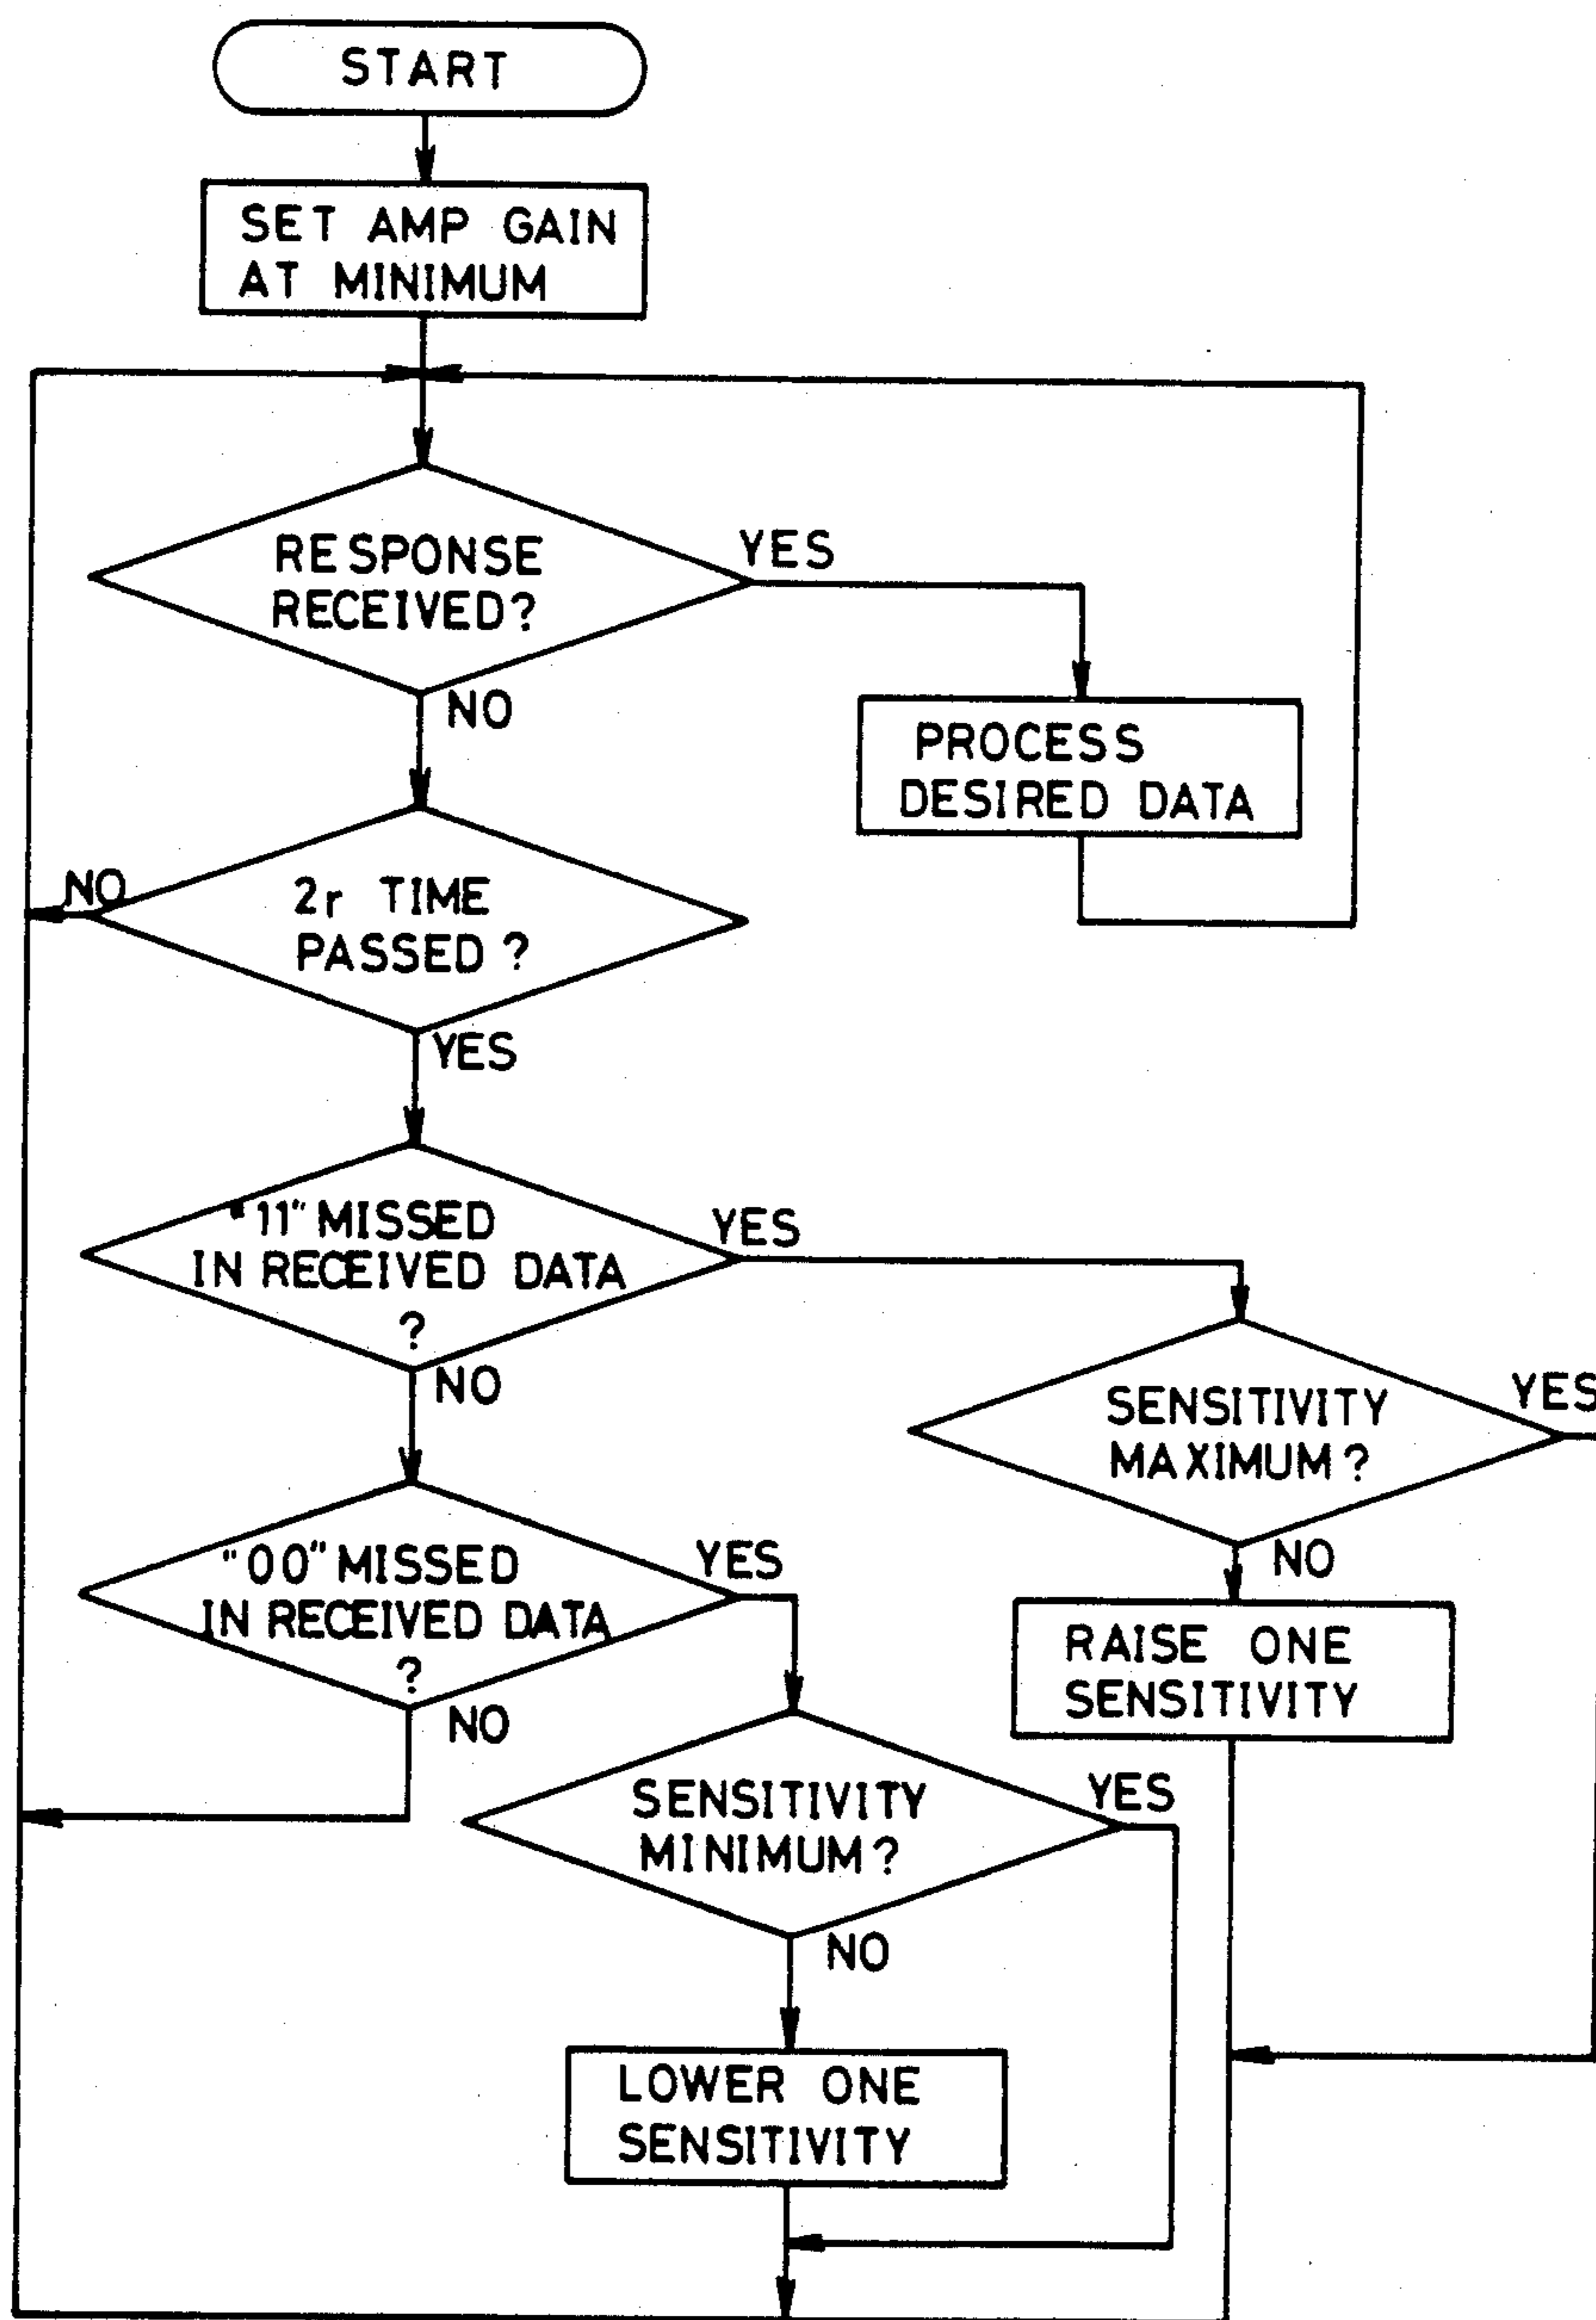 START
SET AMP GAIN
AT MINIMUM
RESPONSE
RECEIVED?
YES
NO
PROCESS
DESIRED DATA
2r TIME
PASSED ?
NO
YES
"11" MISSED
IN RECEIVED DATA
?
YES
NO
SENSITIVITY
MAXIMUM ?
YES
NO
RAISE ONE
SENSITIVITY
"00" MISSED
IN RECEIVED DATA
?
YES
NO
SENSITIVITY
MINIMUM ?
YES
NO
LOWER ONE
SENSITIVITY